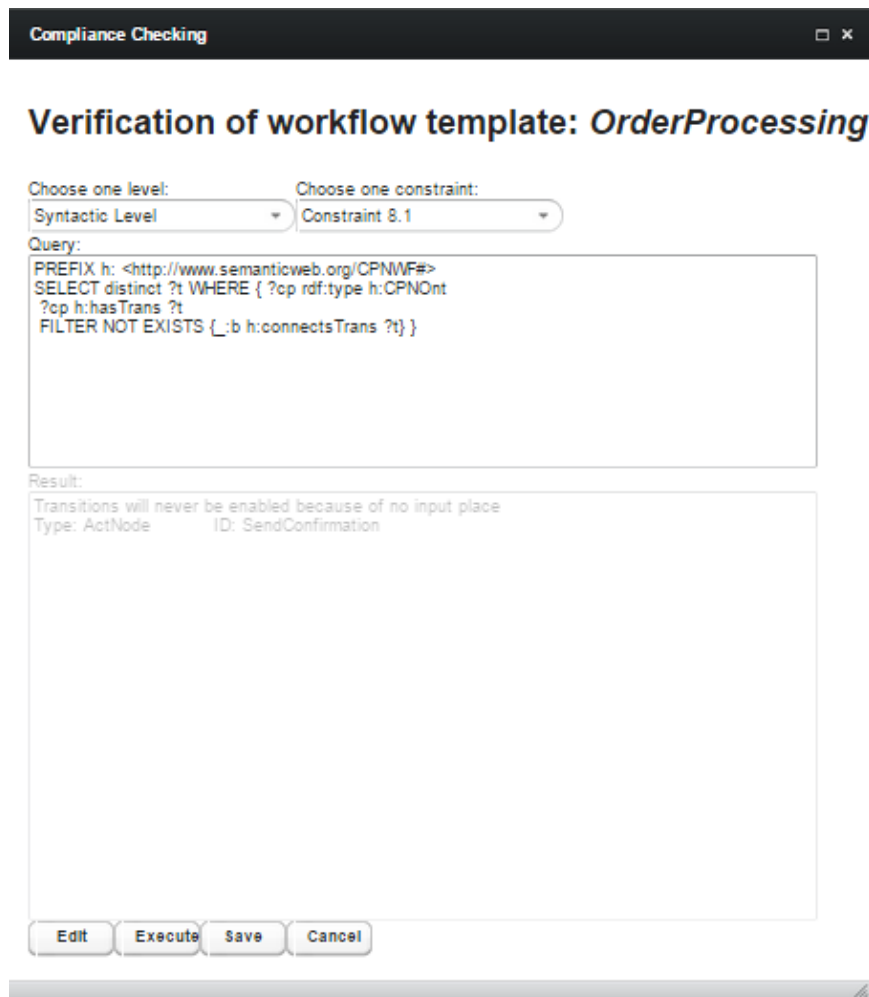 Compliance Checking
Verification of workflow template: OrderProcessing
Choose one level: Choose one constraint:
Syntactic Level Constraint 8.1
Query:
PREFIX h: <http://www.semanticweb.org/CPNWF#>
SELECT distinct ?t WHERE { ?cp rdf:type h:CPNOnt
?cp h:hasTrans ?t
FILTER NOT EXISTS {_:b h:connectsTrans ?t} }
Result:
Transitions will never be enabled because of no input place
Type: ActNode ID: SendConfirmation
Edit Execute Save Cancel